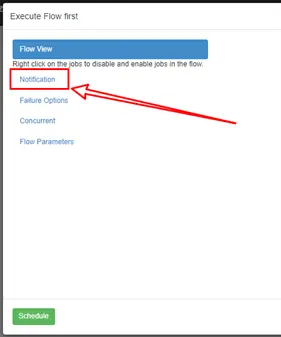 Execute Flow first
Flow View
Right click on the jobs to disable and enable jobs in the flow.
Notification
Failure Options
Concurrent
Flow Parameters
Schedule